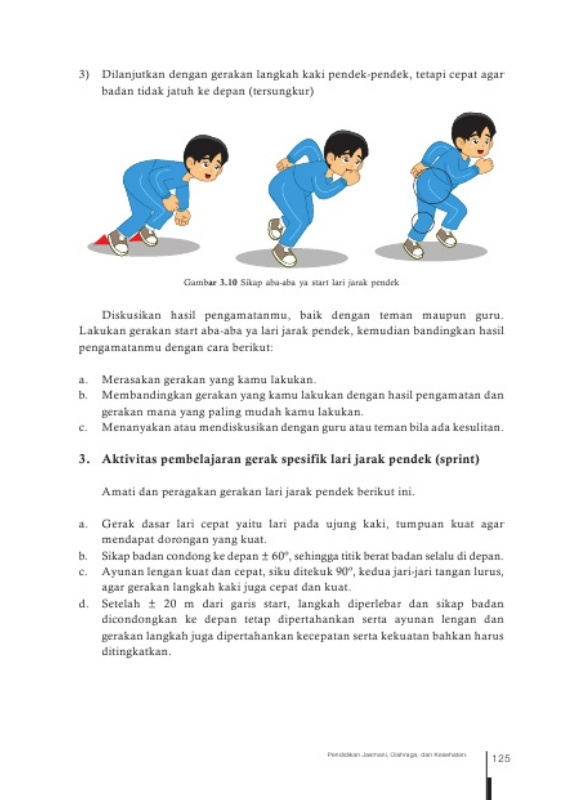 3) Dilanjutkan dengan gerakan langkah kaki pendek-pendek, tetapi cepat agar
badan tidak jatuh ke depan (tersungkur)
Gambar 3.10 Sikap aba-aba ya start lari jarak pendek
Diskusikan hasil pengamatanmu, baik dengan teman maupun guru.
Lakukan gerakan start aba-aba ya lari jarak pendek, kemudian bandingkan hasil
pengamatanmu dengan cara berikut:
a. Merasakan gerakan yang kamu lakukan.
b. Membandingkan gerakan yang kamu lakukan dengan hasil pengamatan dan
gerakan mana yang paling mudah kamu lakukan.
c. Menanyakan atau mendiskusikan dengan guru atau teman bila ada kesulitan.
3. Aktivitas pembelajaran gerak spesifik lari jarak pendek (sprint)
Amati dan peragakan gerakan lari jarak pendek berikut ini.
a. Gerak dasar lari cepat yaitu lari pada ujung kaki, tumpuan kuat agar
mendapat dorongan yang kuat.
b. Sikap badan condong ke depan ± 60°, sehingga titik berat badan selalu di depan.
c. Ayunan lengan kuat dan cepat, siku ditekuk 90°, kedua jari-jari tangan lurus,
agar gerakan langkah kaki juga cepat dan kuat.
d. Setelah ± 20 m dari garis start, langkah diperlebar dan sikap badan
dicondongkan ke depan tetap dipertahankan serta ayunan lengan dan
gerakan langkah juga dipertahankan kecepatan serta kekuatan bahkan harus
ditingkatkan.
Pendidikan Jasmani, Olahraga, dan Kesehatan
125